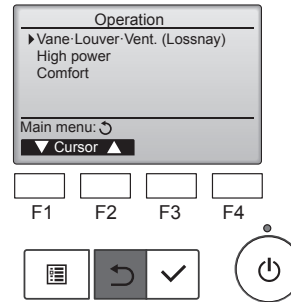 Operation
Vane·Louver·Vent. (Lossnay)
High power
Comfort
Main menu:
Cursor
F1 F2 F3 F4